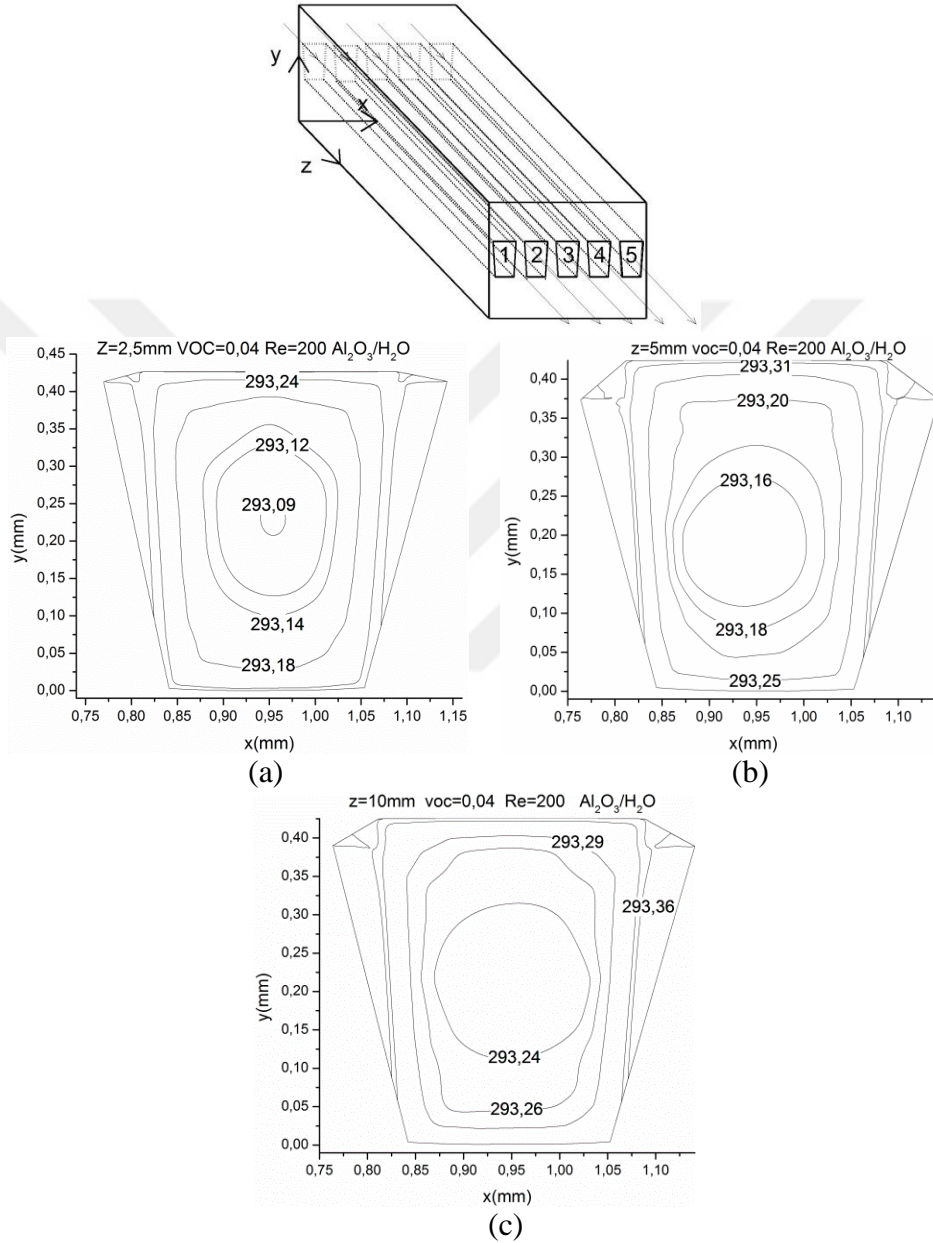 y
x
z
1 2 3 4 5
Z=2,5mm VOC=0,04 Re=200 Al₂O₃/H₂O
0,45
0,40
0,35
0,30
0,25
0,20
0,15
0,10
0,05
0,00
y(mm)
293,24
293,12
293,09
293,14
293,18
0,75 0,80 0,85 0,90 0,95 1,00 1,05 1,10 1,15
x(mm)
(a)
z=5mm voc=0,04 Re=200 Al₂O₃/H₂O
0,40
0,35
0,30
0,25
0,20
0,15
0,10
0,05
0,00
y(mm)
293,31
293,20
293,16
293,18
293,25
0,75 0,80 0,85 0,90 0,95 1,00 1,05 1,10
x(mm)
(b)
z=10mm voc=0,04 Re=200 Al₂O₃/H₂O
0,40
0,35
0,30
0,25
0,20
0,15
0,10
0,05
0,00
y(mm)
293,29
293,36
293,24
293,26
0,75 0,80 0,85 0,90 0,95 1,00 1,05 1,10
x(mm)
(c)